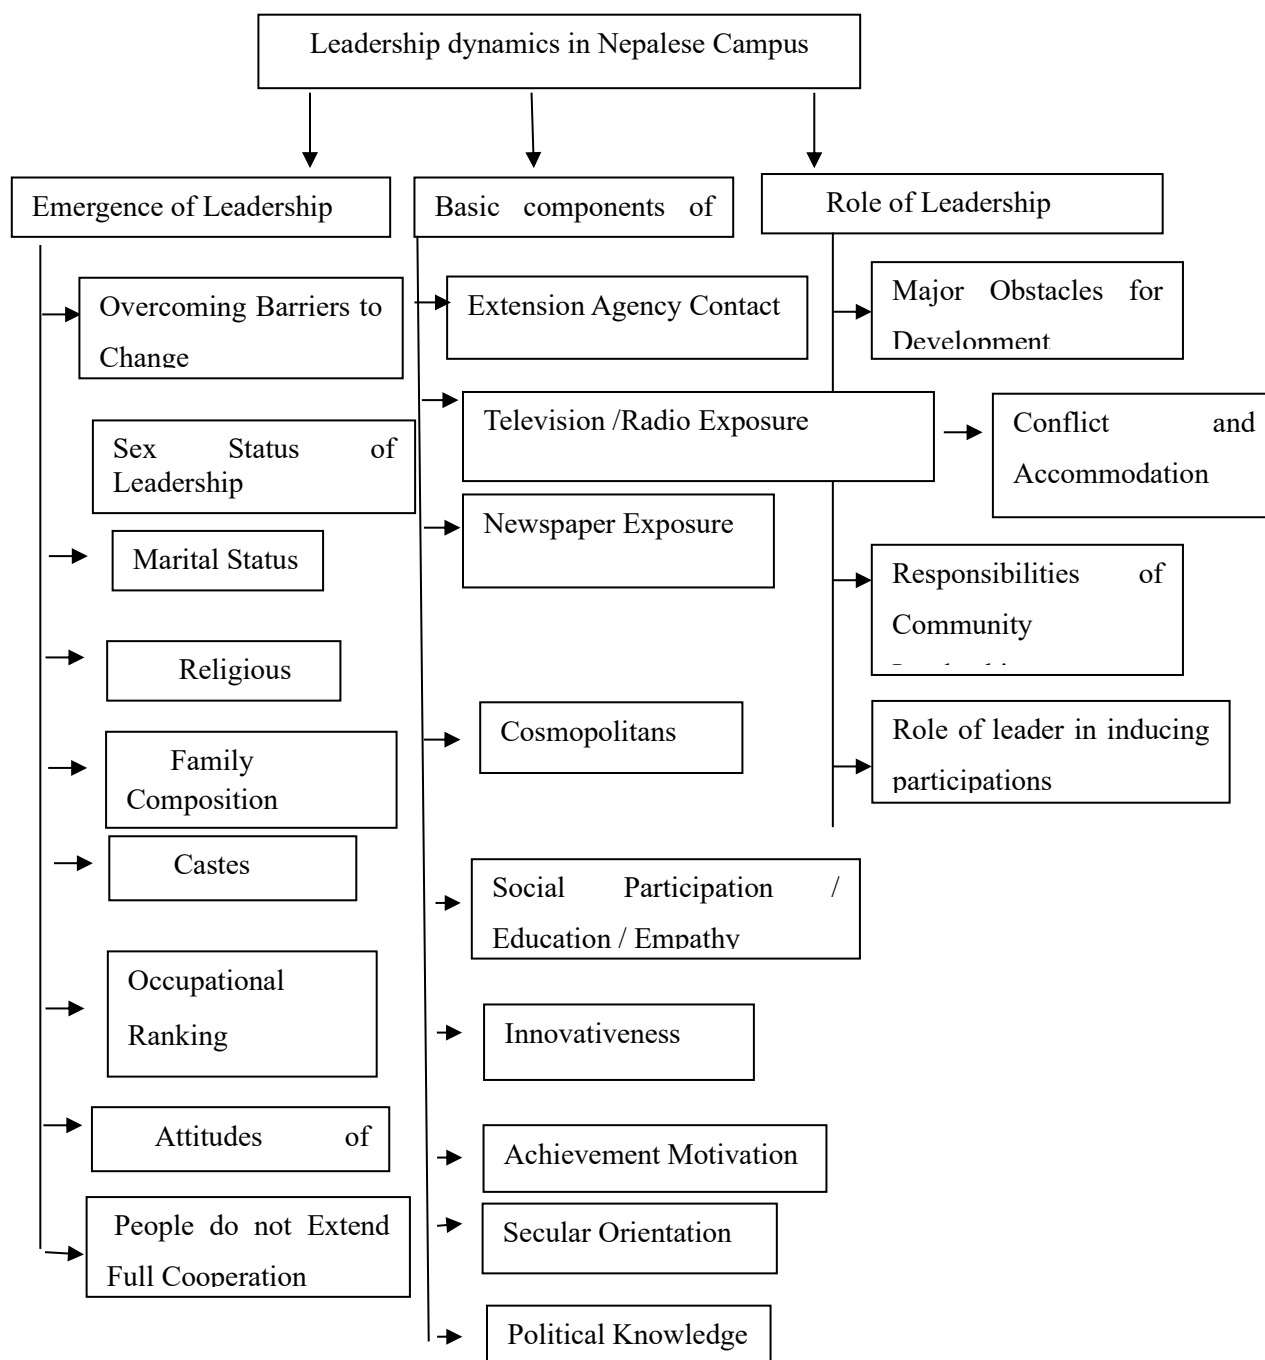 Leadership dynamics in Nepalese Campus
Emergence of Leadership
Overcoming Barriers to
Change
Sex Status of
Leadership
Marital Status
Religious
Family
Composition
Castes
Occupational
Ranking
Attitudes of
People do not Extend
Full Cooperation
Basic components of
Extension Agency Contact
Television /Radio Exposure
Newspaper Exposure
Cosmopolitans
Social Participation /
Education / Empathy
Innovativeness
Achievement Motivation
Secular Orientation
Political Knowledge
Role of Leadership
Major Obstacles for
Development
Conflict and
Accommodation
Responsibilities of
Community
Role of leader in inducing
participations